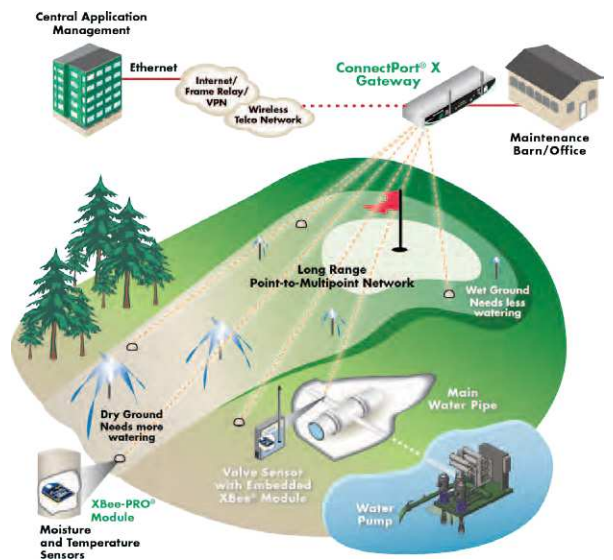 Central Application
Management
Ethernet
Internet/
Frame Relay/
VPN
Wireless
Telco Network
ConnectPort® X
Gateway
Maintenance
Barn/Office
Long Range
Point-to-Multipoint Network
Wet Ground
Needs less
watering
Dry Ground
Needs more
watering
Main
Water Pipe
Valve Sensor
with Embedded
XBee® Module
Water
Pump
XBee-PRO®
Module
Moisture
and Temperature
Sensors